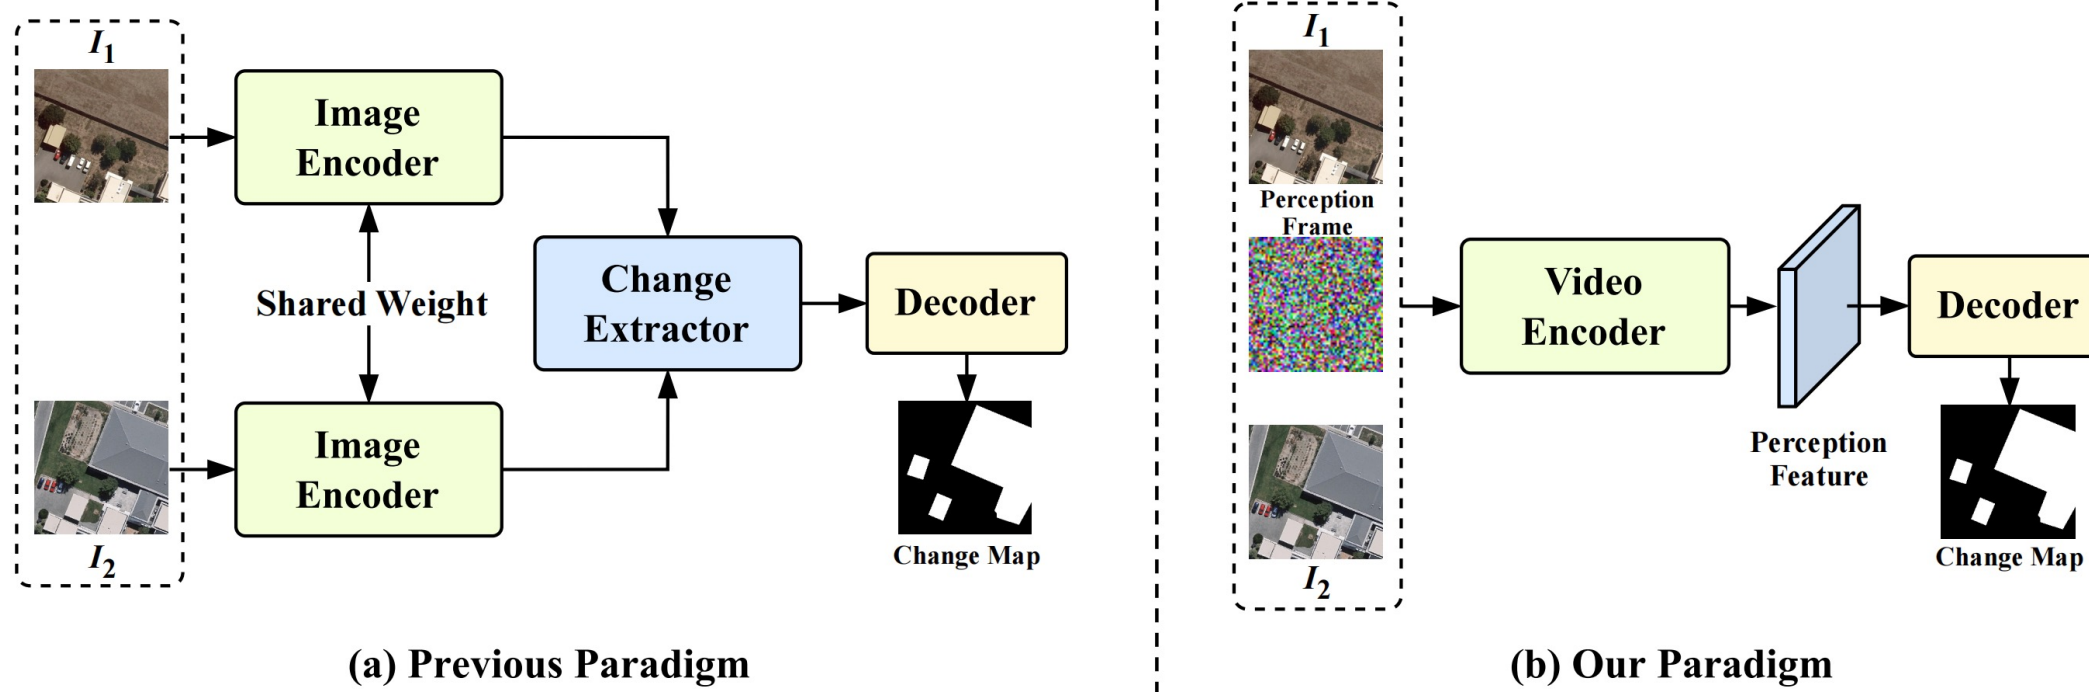 I1
Image
Encoder
Shared Weight
Image
Encoder
I2
Change
Extractor
Decoder
Change Map
(a) Previous Paradigm
I1
Perception
Frame
I2
Video
Encoder
Perception
Feature
Decoder
Change Map
(b) Our Paradigm